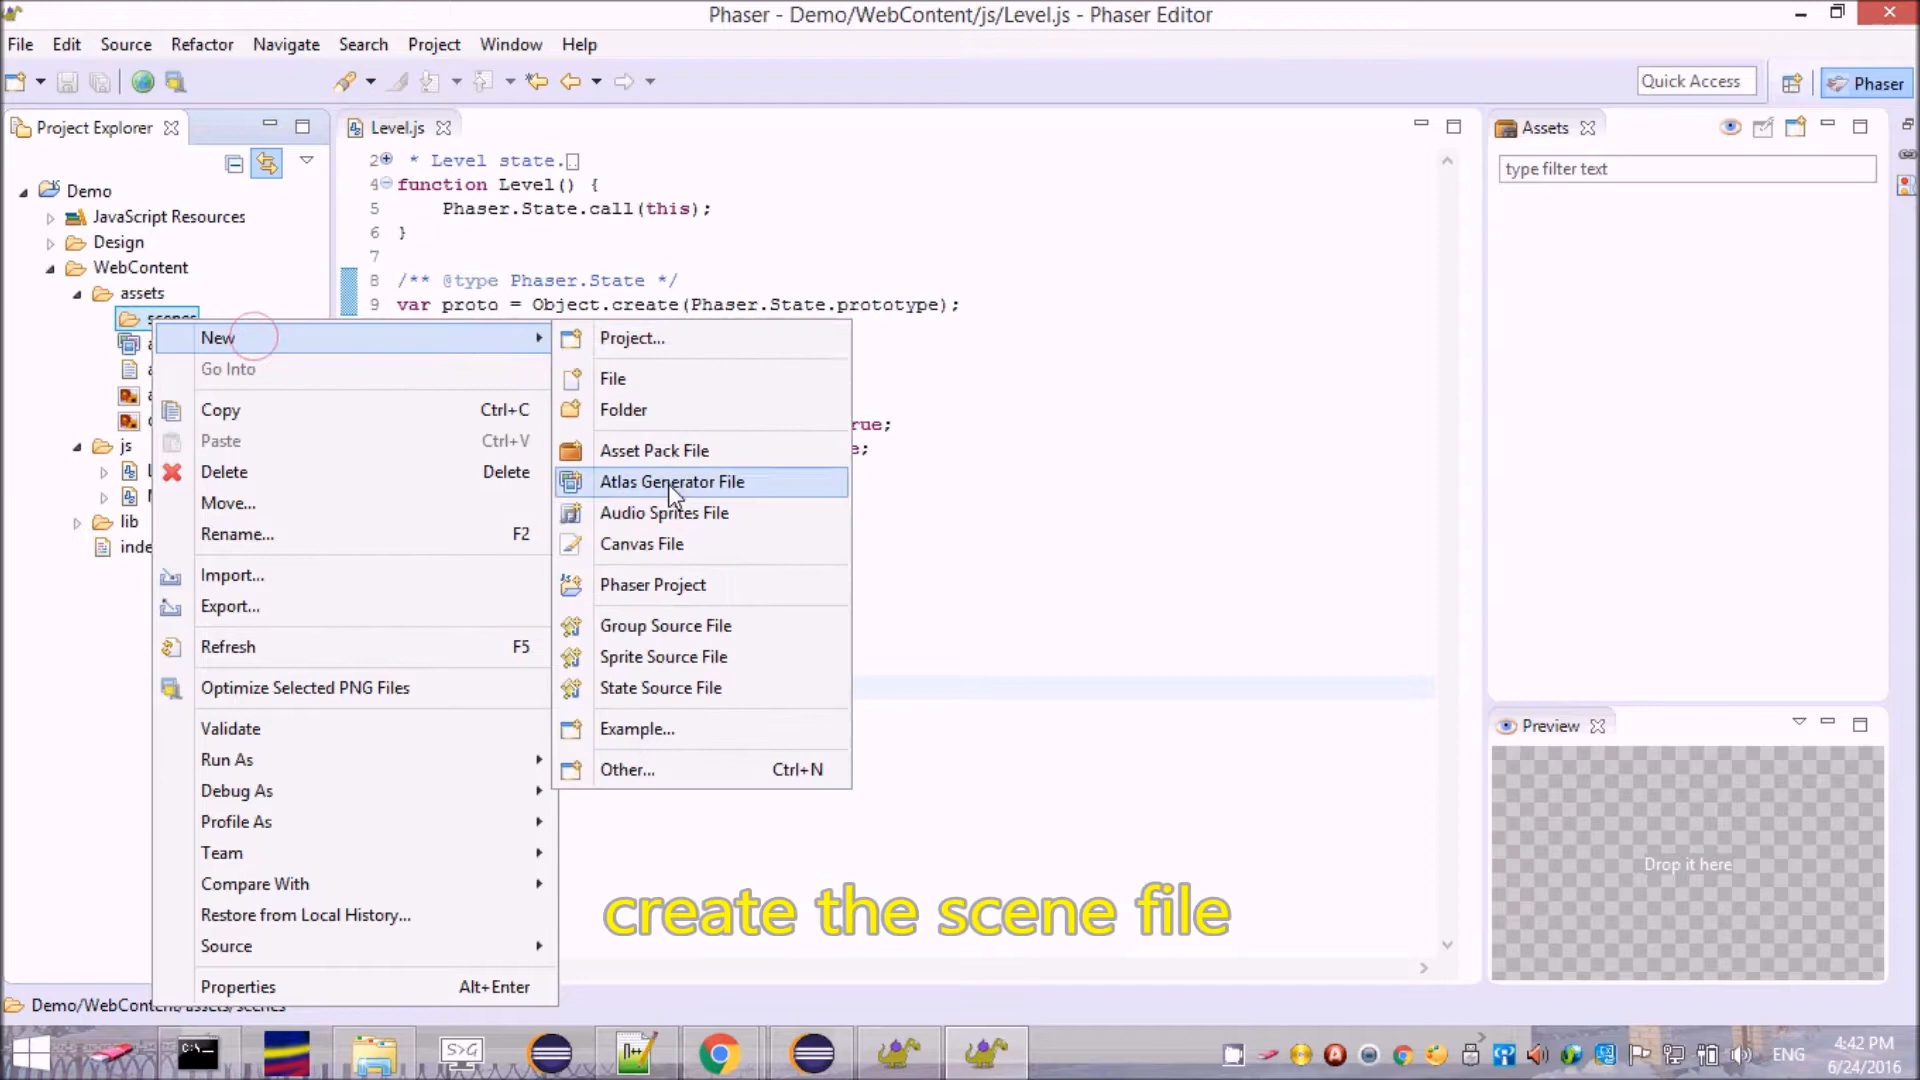 Phaser - Demo/WebContent/js/Level.js - Phaser Editor
File Edit Source Refactor Navigate Search Project Window Help
Quick Access
Phaser
Project Explorer
Demo
JavaScript Resources
Design
WebContent
assets
scenes
js
lib
inde
Level.js
2 * Level state.
4 function Level() {
5 Phaser.State.call(this);
6 }
7
8 /** @type Phaser.State */
9 var proto = Object.create(Phaser.State.prototype);
rue;
e;
New
Go Into
Copy Ctrl+C
Paste Ctrl+V
Delete Delete
Move...
Rename... F2
Import...
Export...
Refresh F5
Optimize Selected PNG Files
Validate
Run As
Debug As
Profile As
Team
Compare With
Restore from Local History...
Source
Properties Alt+Enter
Project...
File
Folder
Asset Pack File
Atlas Generator File
Audio Sprites File
Canvas File
Phaser Project
Group Source File
Sprite Source File
State Source File
Example...
Other... Ctrl+N
Assets
type filter text
Preview
Drop it here
create the scene file
Demo/WebContent/assets/scenes
C:\_
S>G
ENG
4:42 PM
6/24/2016